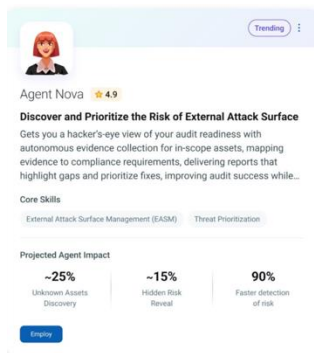 Trending
Agent Nova ⭐ 4.9
Discover and Prioritize the Risk of External Attack Surface
Gets you a hacker's-eye view of your audit readiness with
autonomous evidence collection for in-scope assets, mapping
evidence to compliance requirements, delivering reports that
highlight gaps and prioritize fixes, improving audit success while...
Core Skills
External Attack Surface Management (EASM) Threat Prioritization
Projected Agent Impact
~25% ~15% 90%
Unknown Assets Hidden Risk Faster detection
Discovery Reveal of risk
Employ